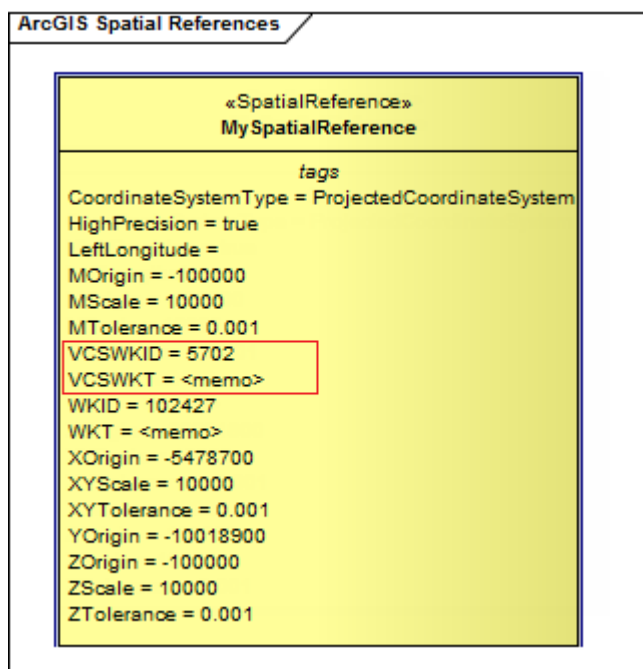 ArcGIS Spatial References
«SpatialReference»
MySpatialReference
tags
CoordinateSystemType = ProjectedCoordinateSystem
HighPrecision = true
LeftLongitude =
MOrigin = -100000
MScale = 10000
MTolerance = 0.001
VCSWKID = 5702
VCSWKT = <memo>
WKID = 102427
WKT = <memo>
XOrigin = -5478700
XYScale = 10000
XYTolerance = 0.001
YOrigin = -10018900
ZOrigin = -100000
ZScale = 10000
ZTolerance = 0.001